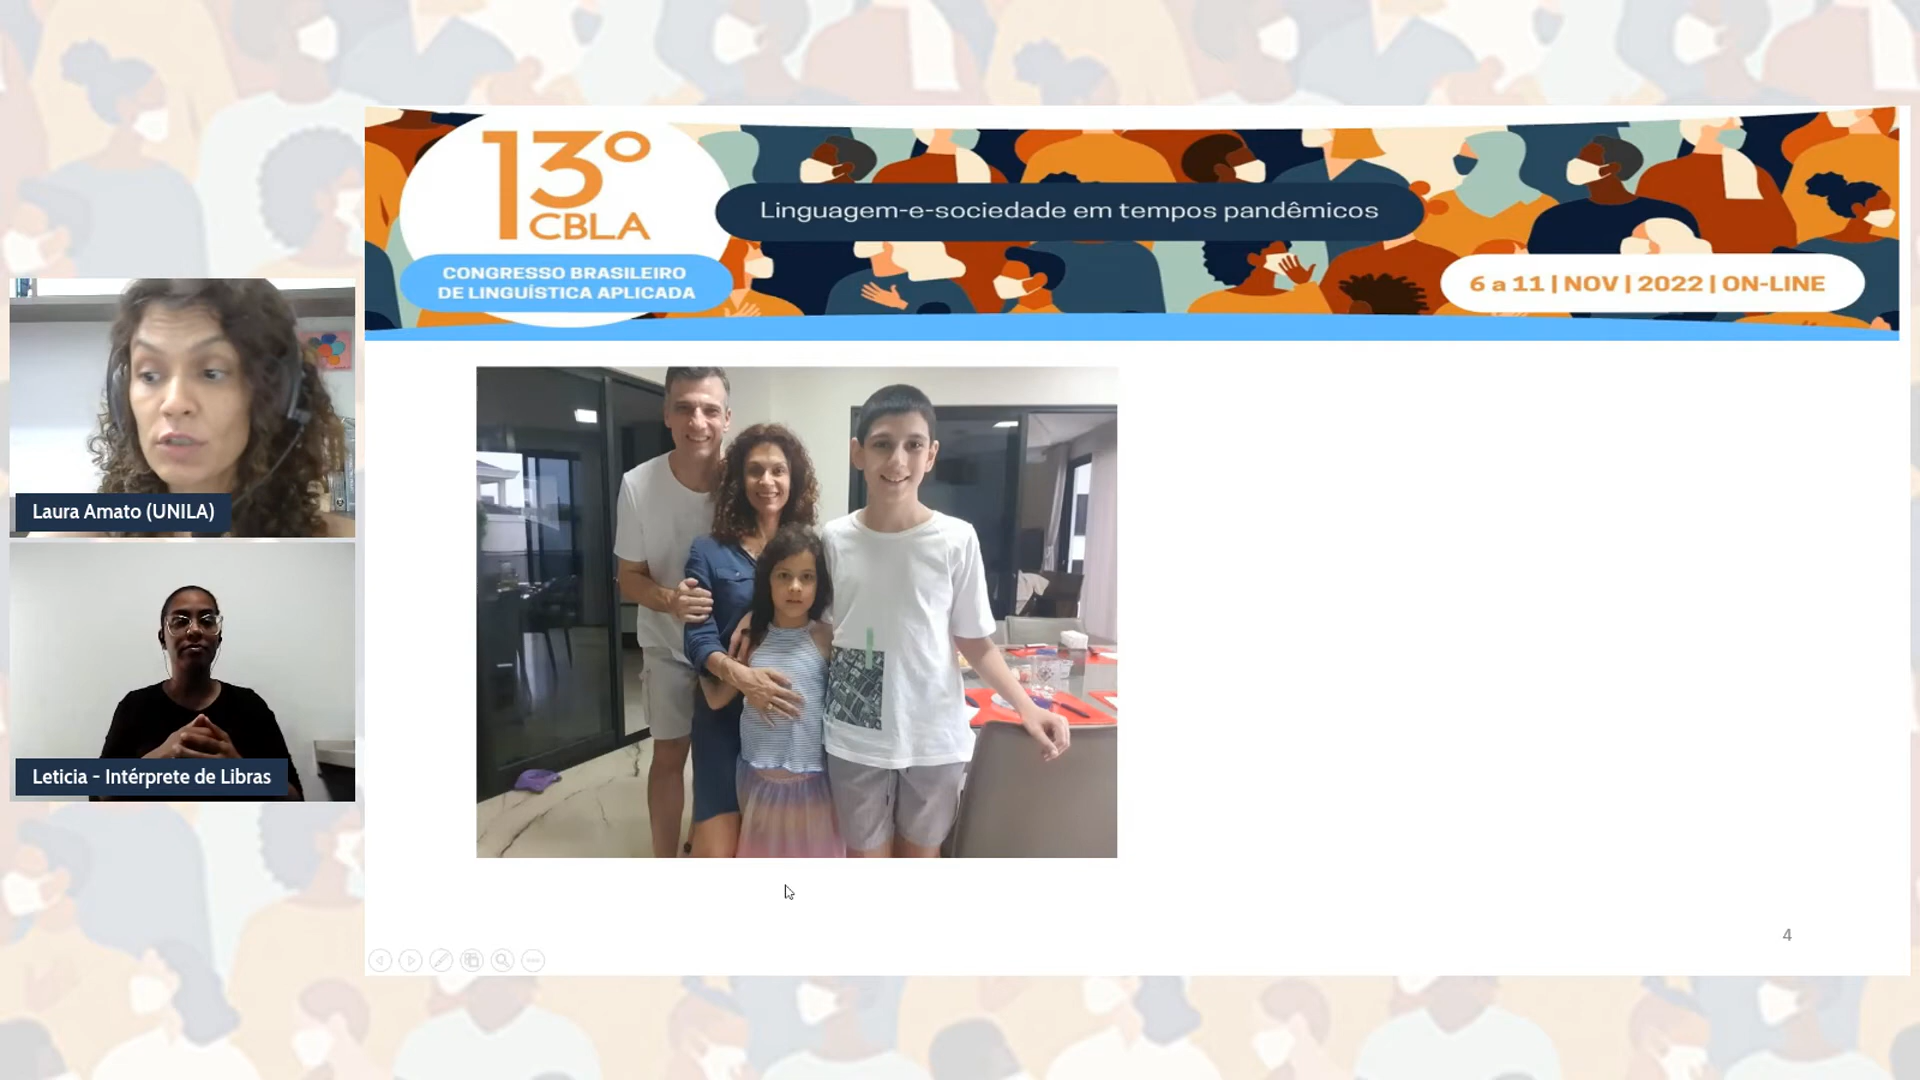 13º
CBLA
CONGRESSO BRASILEIRO
DE LINGUÍSTICA APLICADA
Linguagem-e-sociedade em tempos pandêmicos
6 a 11 | NOV | 2022 | ON-LINE
Laura Amato (UNILA)
Leticia - Intérprete de Libras
4